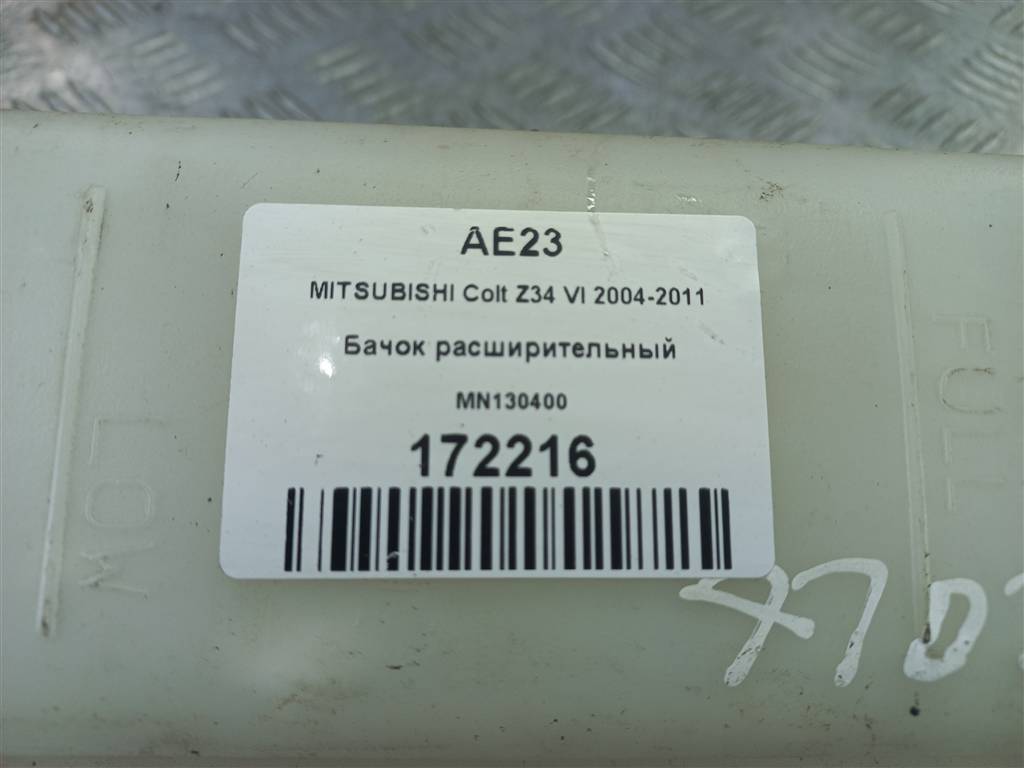 AE23
MITSUBISHI Colt Z34 VI 2004-2011
Бачок расширительный
MN130400
172216
LOW
FULL